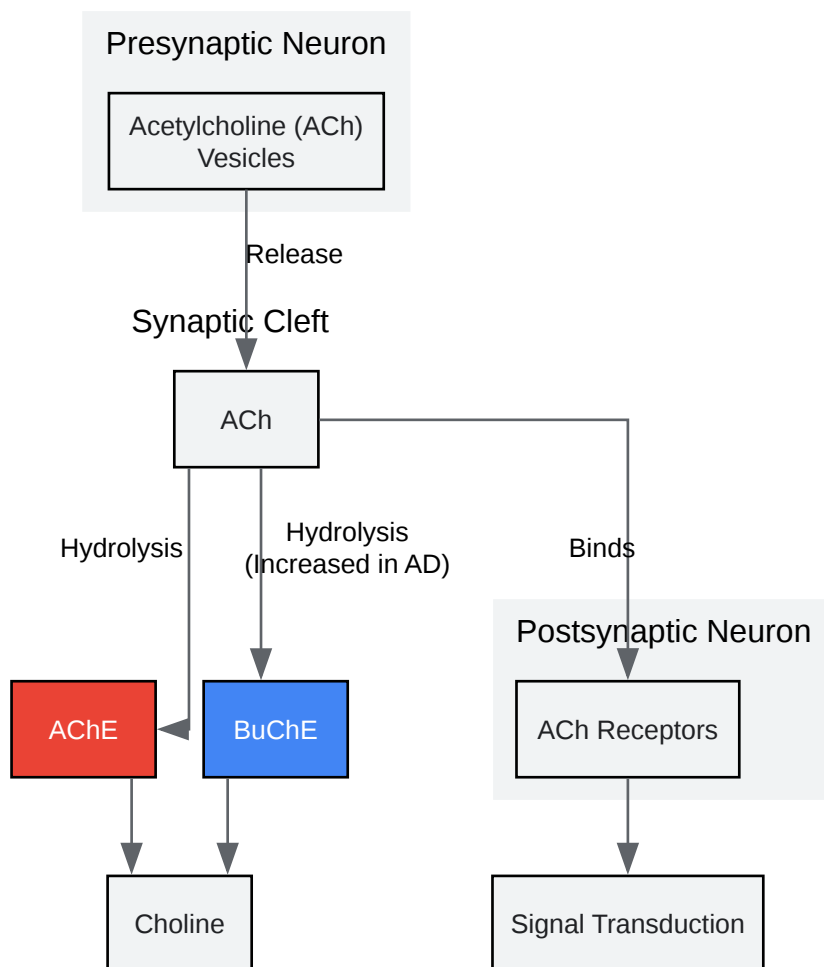 Presynaptic Neuron
Acetylcholine (ACh)
Vesicles
Release
Synaptic Cleft
ACh
Hydrolysis
Hydrolysis
(Increased in AD)
Binds
Postsynaptic Neuron
AChE
BuChE
ACh Receptors
Choline
Signal Transduction